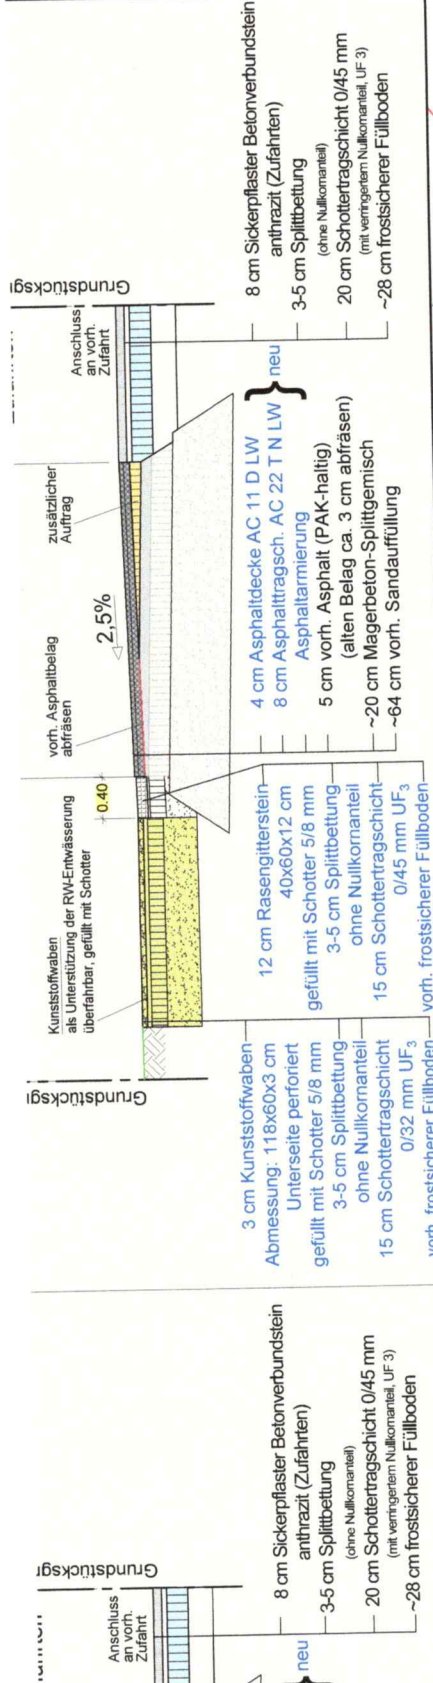 Grundstücksgr
Anschluss
an vorh.
Zufahrt
zusätzlicher
Auftrag
2,5%
vorh. Asphaltbelag
abfräsen
0.40
Kunststoffwaben
als Unterstützung der RW-Entwässerung
überfahrbar, gefüllt mit Schotter
Grundstücksgr
8 cm Sickerpflaster Betonverbundstein
anthrazit (Zufahrten)
3-5 cm Splittbettung
(ohne Nullkornanteil)
20 cm Schottertragschicht 0/45 mm
(mit verringertem Nullkornanteil, UF 3)
~28 cm frostsicherer Füllboden
4 cm Asphaltdecke AC 11 D LW
8 cm Asphalttragsch. AC 22 T N LW
Asphaltarmierung
neu
5 cm vorh. Asphalt (PAK-haltig)
(alten Belag ca. 3 cm abfräsen)
~20 cm Magerbeton-Splittgemisch
~64 cm vorh. Sandauffüllung
12 cm Rasengitterstein
40x60x12 cm
gefüllt mit Schotter 5/8 mm
3-5 cm Splittbettung
ohne Nullkornanteil
15 cm Schottertragschicht
0/45 mm UF3
vorh. frostsicherer Füllboden
3 cm Kunststoffwaben
Abmessung: 118x60x3 cm
Unterseite perforiert
gefüllt mit Schotter 5/8 mm
3-5 cm Splittbettung
ohne Nullkornanteil
15 cm Schottertragschicht
0/32 mm UF3
vorh. frostsicherer Füllboden
Grundstücksgr
Anschluss
an vorh.
Zufahrt
neu
8 cm Sickerpflaster Betonverbundstein
anthrazit (Zufahrten)
3-5 cm Splittbettung
(ohne Nullkornanteil)
20 cm Schottertragschicht 0/45 mm
(mit verringertem Nullkornanteil, UF 3)
~28 cm frostsicherer Füllboden